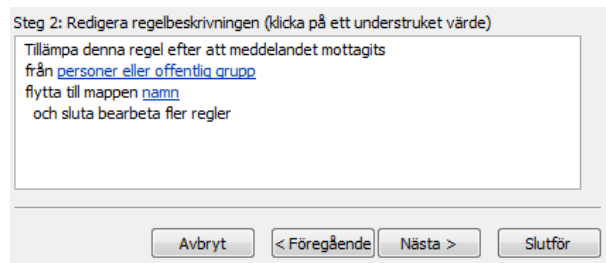 Steg 2: Redigera regelbeskrivningen (klicka på ett understruket värde)
Tillämpa denna regel efter att meddelandet mottagits
från personer eller offentlig grupp
flytta till mappen namn
och sluta bearbeta fler regler
Avbryt < Föregående Nästa > Slutför